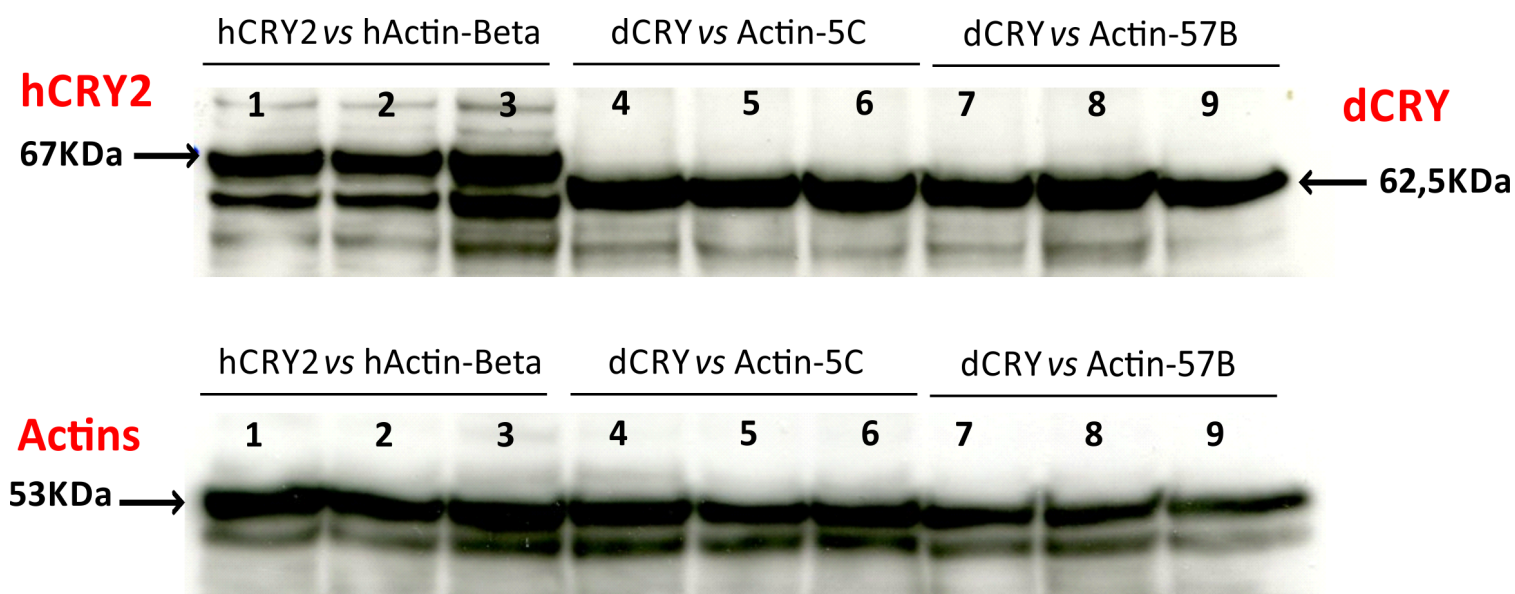 hCRY2 vs hActin-Beta dCRY vs Actin-5C dCRY vs Actin-57B
hCRY2 1 2 3 4 5 6 7 8 9 dCRY
67KDa 62,5KDa
hCRY2 vs hActin-Beta dCRY vs Actin-5C dCRY vs Actin-57B
Actins 1 2 3 4 5 6 7 8 9
53KDa